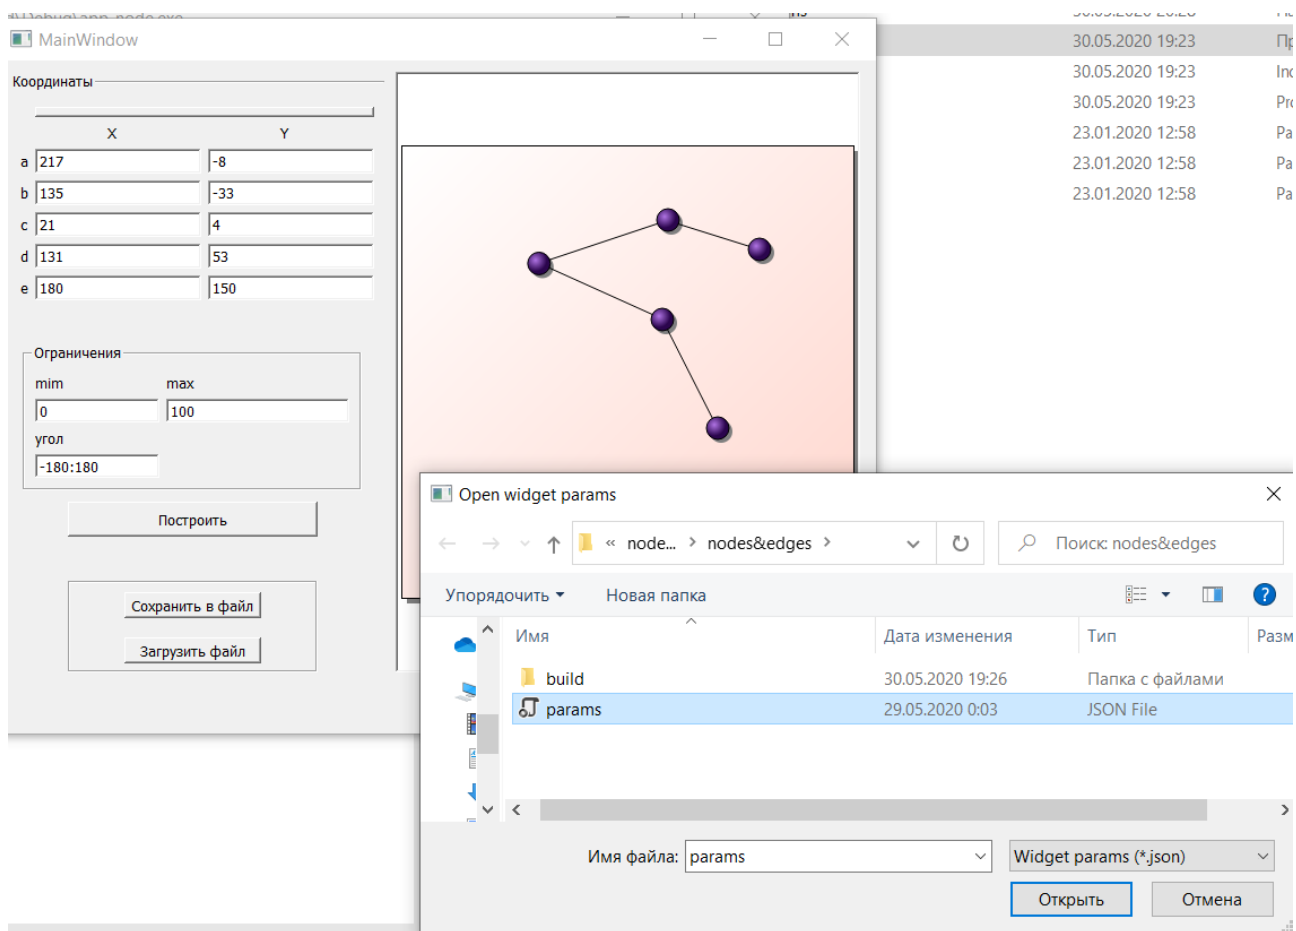 MainWindow
Координаты
X Y
a 217 -8
b 135 -33
c 21 4
d 131 53
e 180 150
Ограничения
mim max
0 100
угол
-180:180
Построить
Сохранить в файл
Загрузить файл
30.05.2020 19:23
30.05.2020 19:23
30.05.2020 19:23
23.01.2020 12:58
23.01.2020 12:58
23.01.2020 12:58
Open widget params
« node... > nodes&edges >
Поиск: nodes&edges
Упорядочить Новая папка
Имя Дата изменения Тип Разм
build 30.05.2020 19:26 Папка с файлами
params 29.05.2020 0:03 JSON File
Имя файла: params Widget params (*.json)
Открыть Отмена